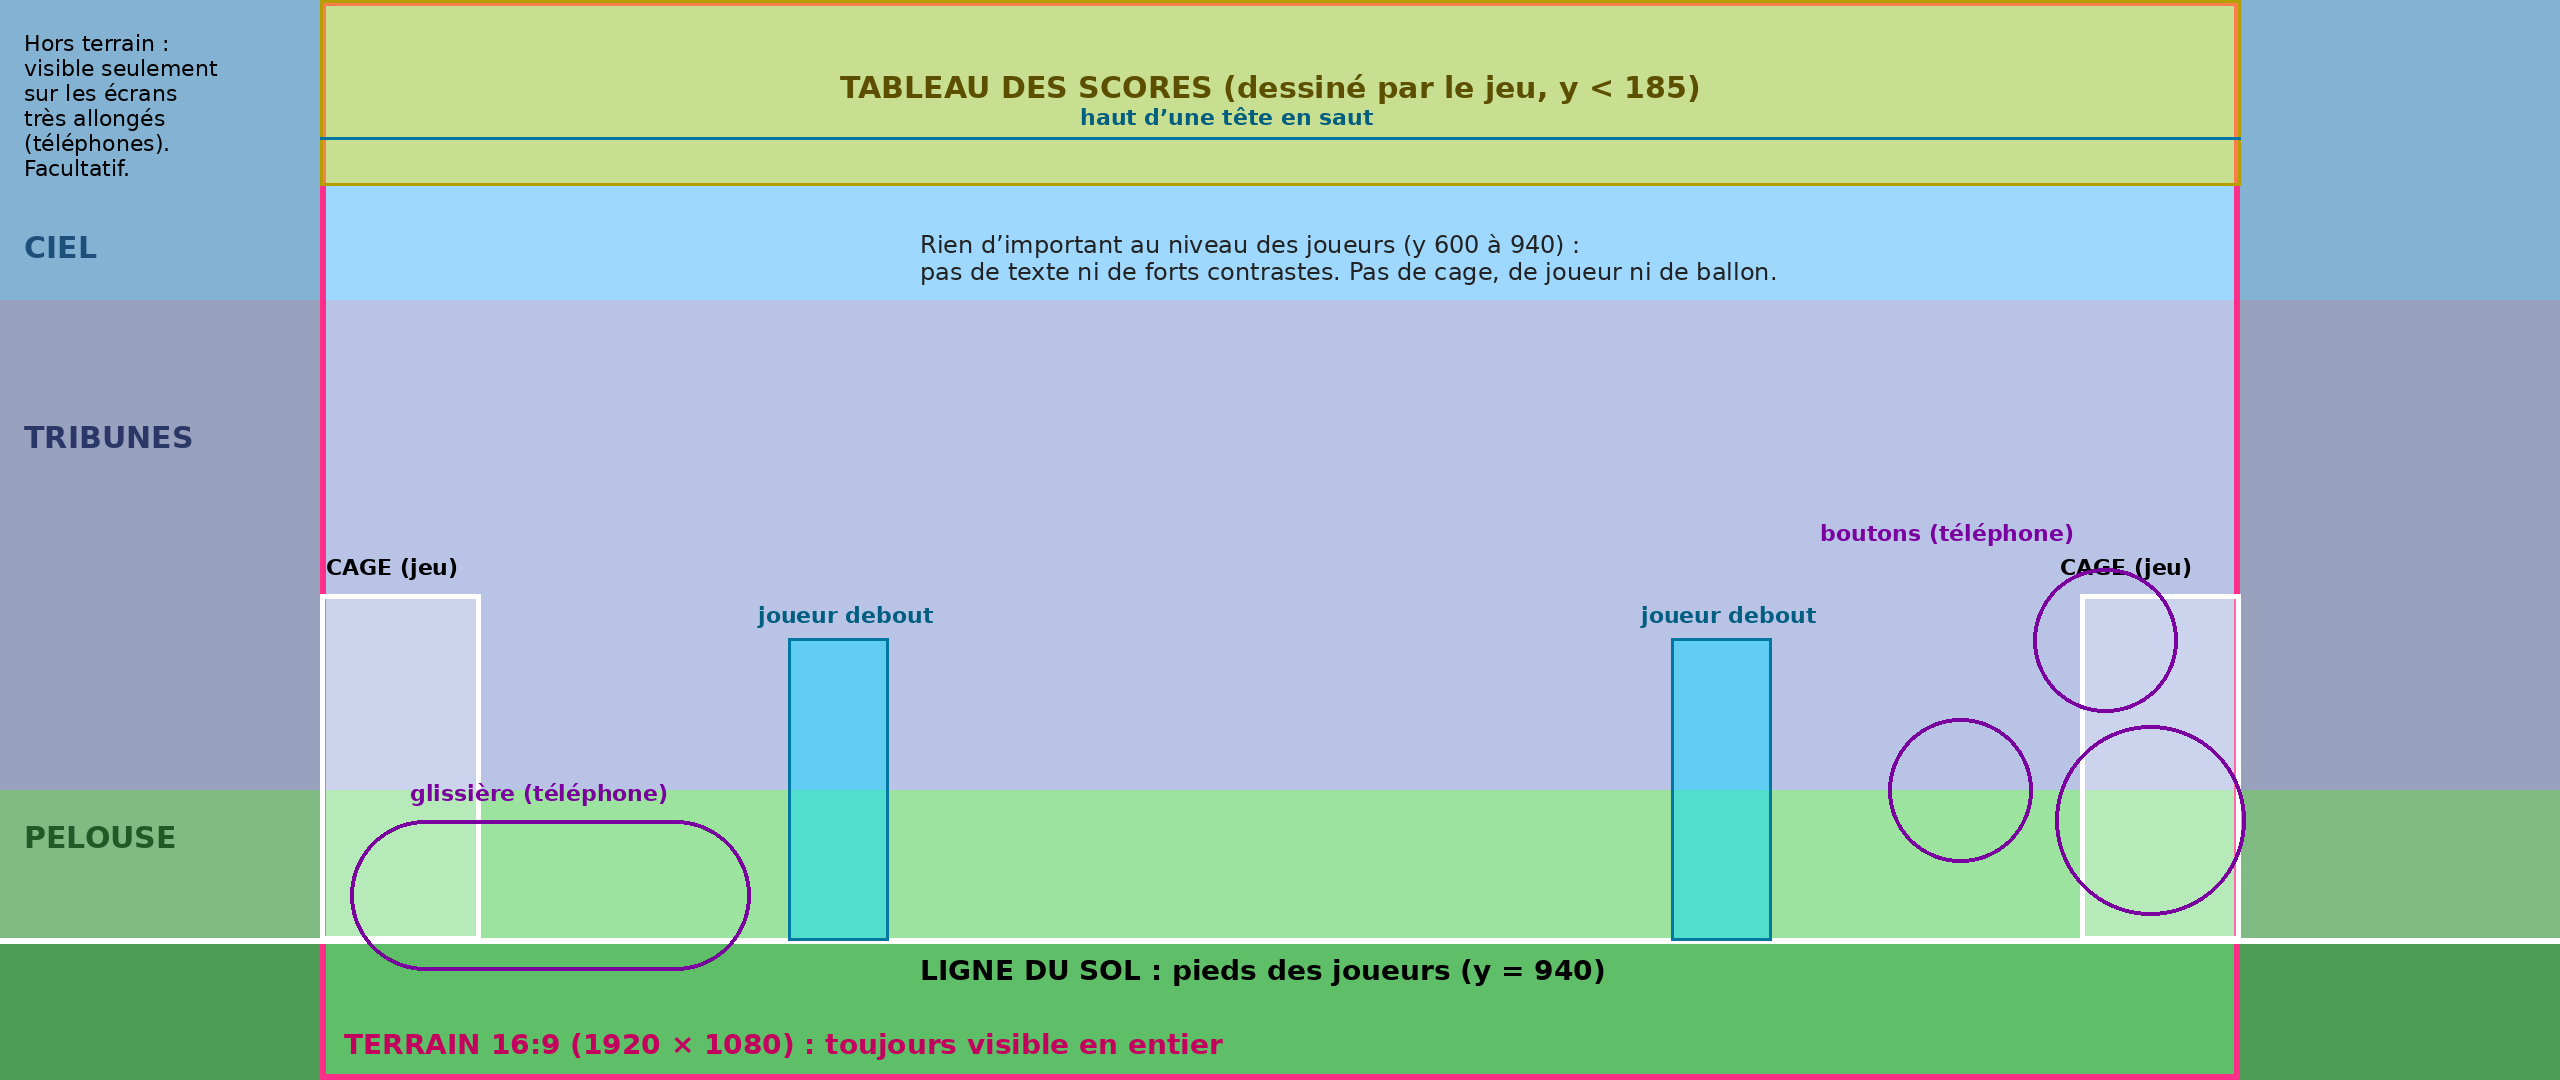 Hors terrain :
visible seulement
sur les écrans
très allongés
(téléphones).
Facultatif.
TABLEAU DES SCORES (dessiné par le jeu, y < 185)
haut d’une tête en saut
CIEL
Rien d’important au niveau des joueurs (y 600 à 940) :
pas de texte ni de forts contrastes. Pas de cage, de joueur ni de ballon.
TRIBUNES
boutons (téléphone)
CAGE (jeu)
CAGE (jeu)
joueur debout
joueur debout
glissière (téléphone)
PELOUSE
LIGNE DU SOL : pieds des joueurs (y = 940)
TERRAIN 16:9 (1920 × 1080) : toujours visible en entier